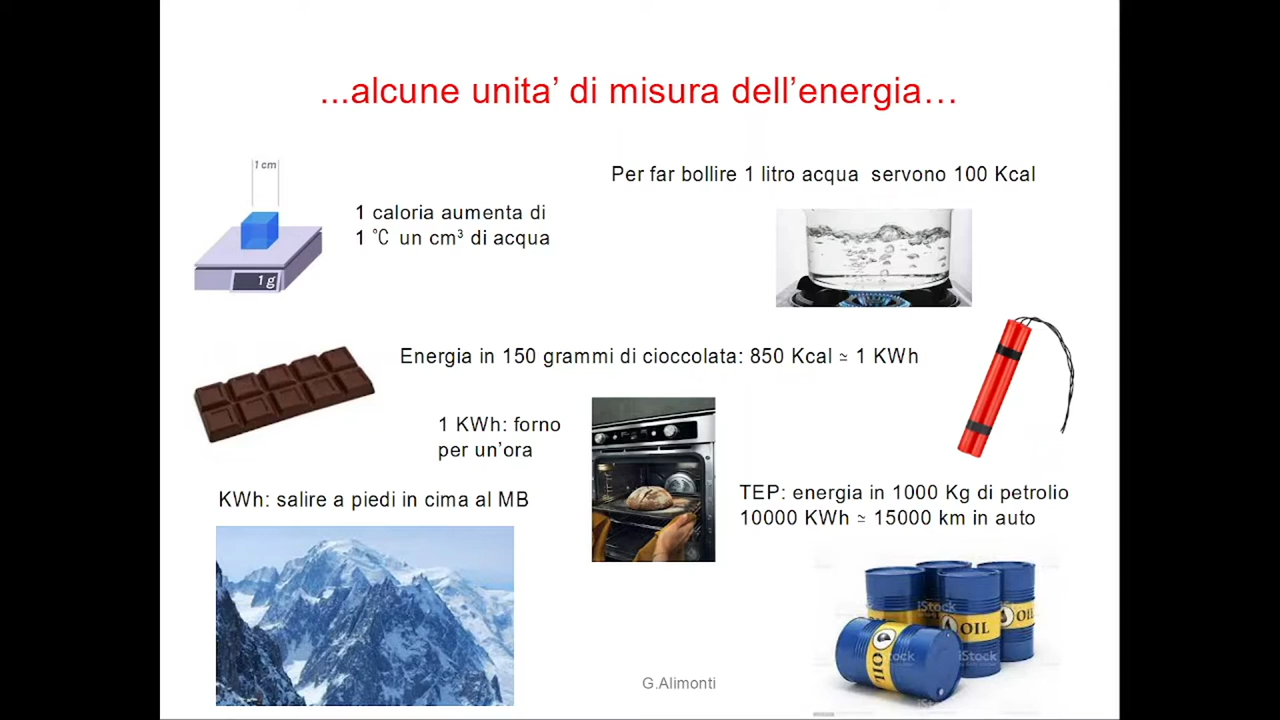 ...alcune unita’ di misura dell’energia…
1 cm
1 g
1 caloria aumenta di
1 ℃ un cm³ di acqua
Per far bollire 1 litro acqua servono 100 Kcal
Energia in 150 grammi di cioccolata: 850 Kcal ≃ 1 KWh
1 KWh: forno
per un’ora
KWh: salire a piedi in cima al MB
TEP: energia in 1000 Kg di petrolio
10000 KWh ≃ 15000 km in auto
iStock
OIL
OIL
OIL
iStock
G.Alimonti